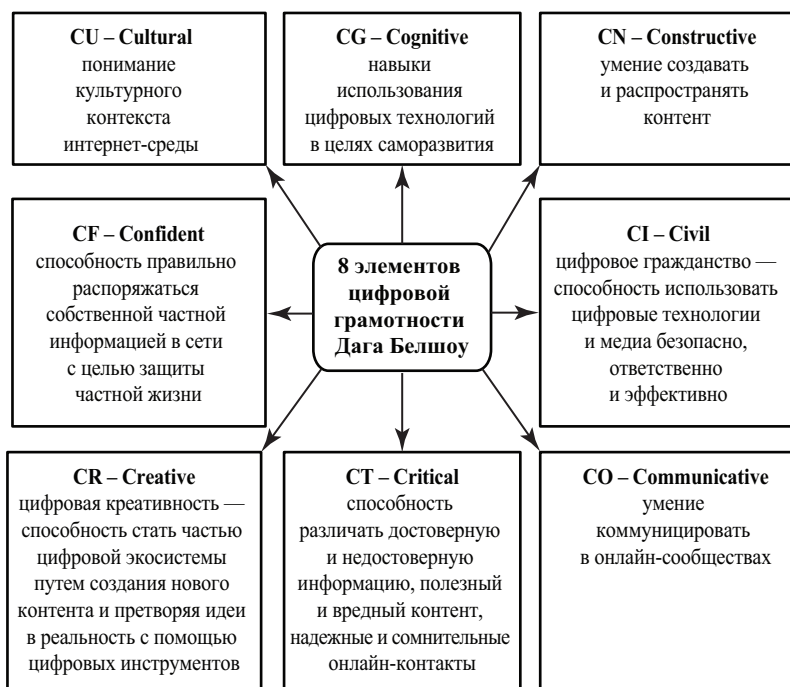 CU – Cultural
понимание
культурного
контекста
интернет-среды
CG – Cognitive
навыки
использования
цифровых технологий
в целях саморазвития
CN – Constructive
умение создавать
и распространять
контент
CF – Confident
способность правильно
распоряжаться
собственной частной
информацией в сети
с целью защиты
частной жизни
8 элементов
цифровой
грамотности
Дага Белшоу
CI – Civil
цифровое гражданство —
способность использовать
цифровые технологии
и медиа безопасно,
ответственно
и эффективно
CR – Creative
цифровая креативность —
способность стать частью
цифровой экосистемы
путем создания нового
контента и претворяя идеи
в реальность с помощью
цифровых инструментов
CT – Critical
способность
различать достоверную
и недостоверную
информацию, полезный
и вредный контент,
надежные и сомнительные
онлайн-контакты
CO – Communicative
умение
коммуницировать
в онлайн-сообществах